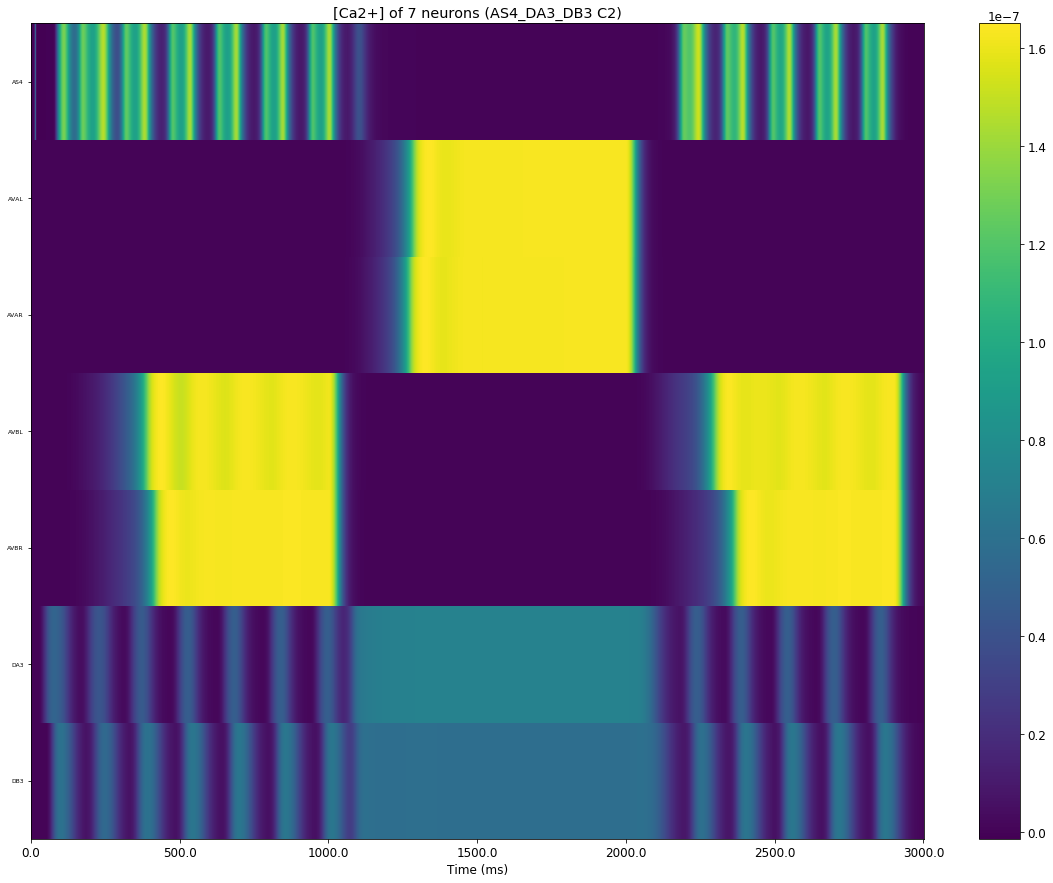 [Ca2+] of 7 neurons (AS4_DA3_DB3 C2)
1e−7
1.6
1.4
1.2
1.0
0.8
0.6
0.4
0.2
0.0
AS4
AVAL
AVAR
AVBL
AVBR
DA3
DB3
0.0 500.0 1000.0 1500.0 2000.0 2500.0 3000.0
Time (ms)